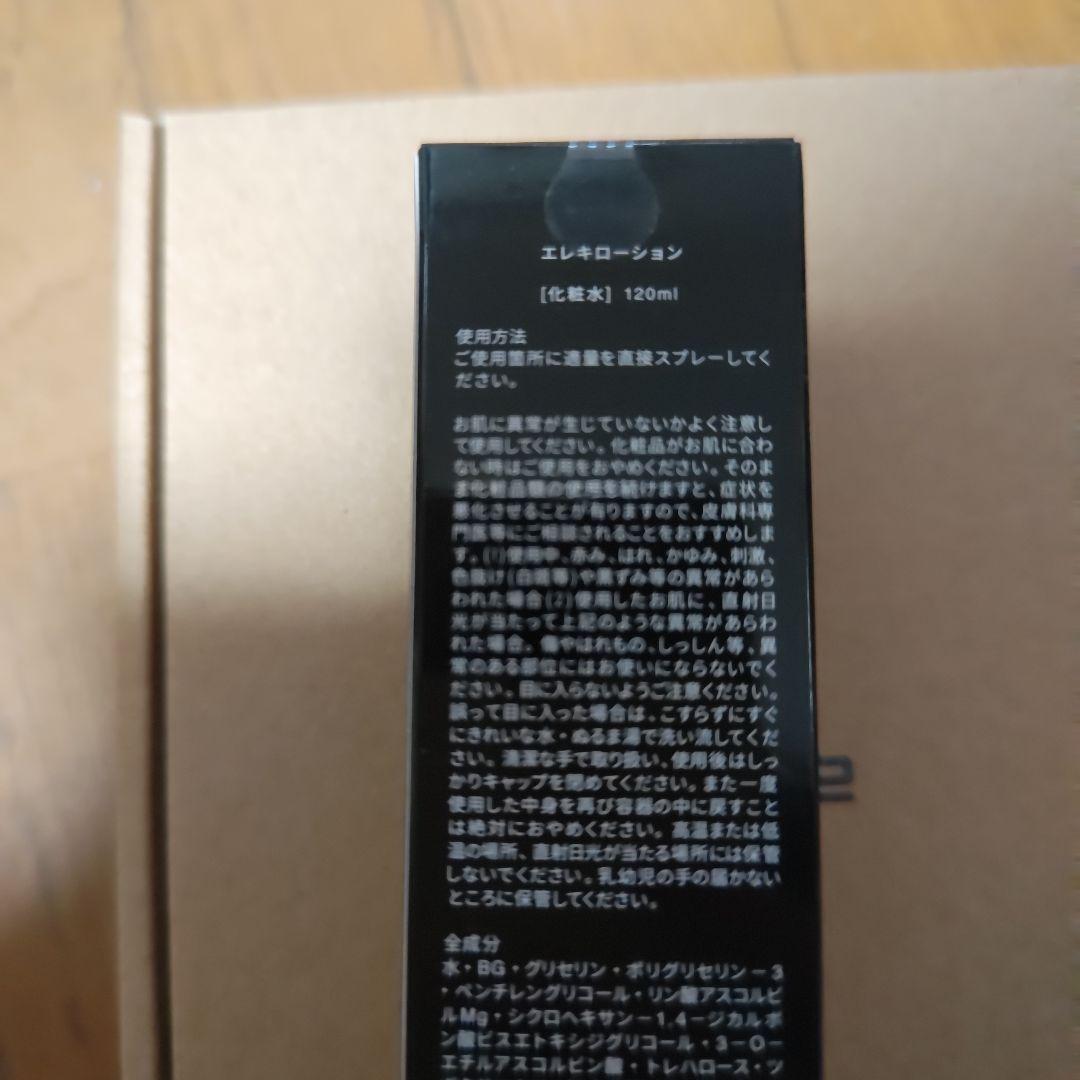 エレキローション
[化粧水] 120ml
使用方法
ご使用箇所に適量を直接スプレーしてく
ださい。
お肌に異常が生じていないかよく注意し
て使用してください。化粧品がお肌に合わ
ない時はご使用をおやめください。そのま
ま化粧品類の使用を続けますと、症状を
悪化させることが有りますので、皮膚科専
門医等にご相談されることをおすすめしま
す。(1)使用中、赤み、はれ、かゆみ、刺激、
色抜け(白斑等)や黒ずみ等の異常があら
われた場合(2)使用したお肌に、直射日
光が当たって上記のような異常があらわ
れた場合。傷やはれもの、しっしん等、異
常のある部位にはお使いにならないでく
ださい。目に入らないようご注意ください。
誤って目に入った場合は、こすらずにすぐ
にきれいな水・ぬるま湯で洗い流してくだ
さい。清潔な手で取り扱い、使用後はしっ
かりキャップを閉めてください。また一度
使用した中身を再び容器の中に戻すこと
は絶対におやめください。高温または低
温の場所、直射日光が当たる場所には保管
しないでください。乳幼児の手の届かない
ところに保管してください。
全成分
水・BG・グリセリン・ポリグリセリン-3
・ペンチレングリコール・リン酸アスコルビ
ルMg・シクロヘキサン-1,4-ジカルボ
ン酸ビスエトキシジグリコール・3-O-
エチルアスコルビン酸・トレハロース・ツ